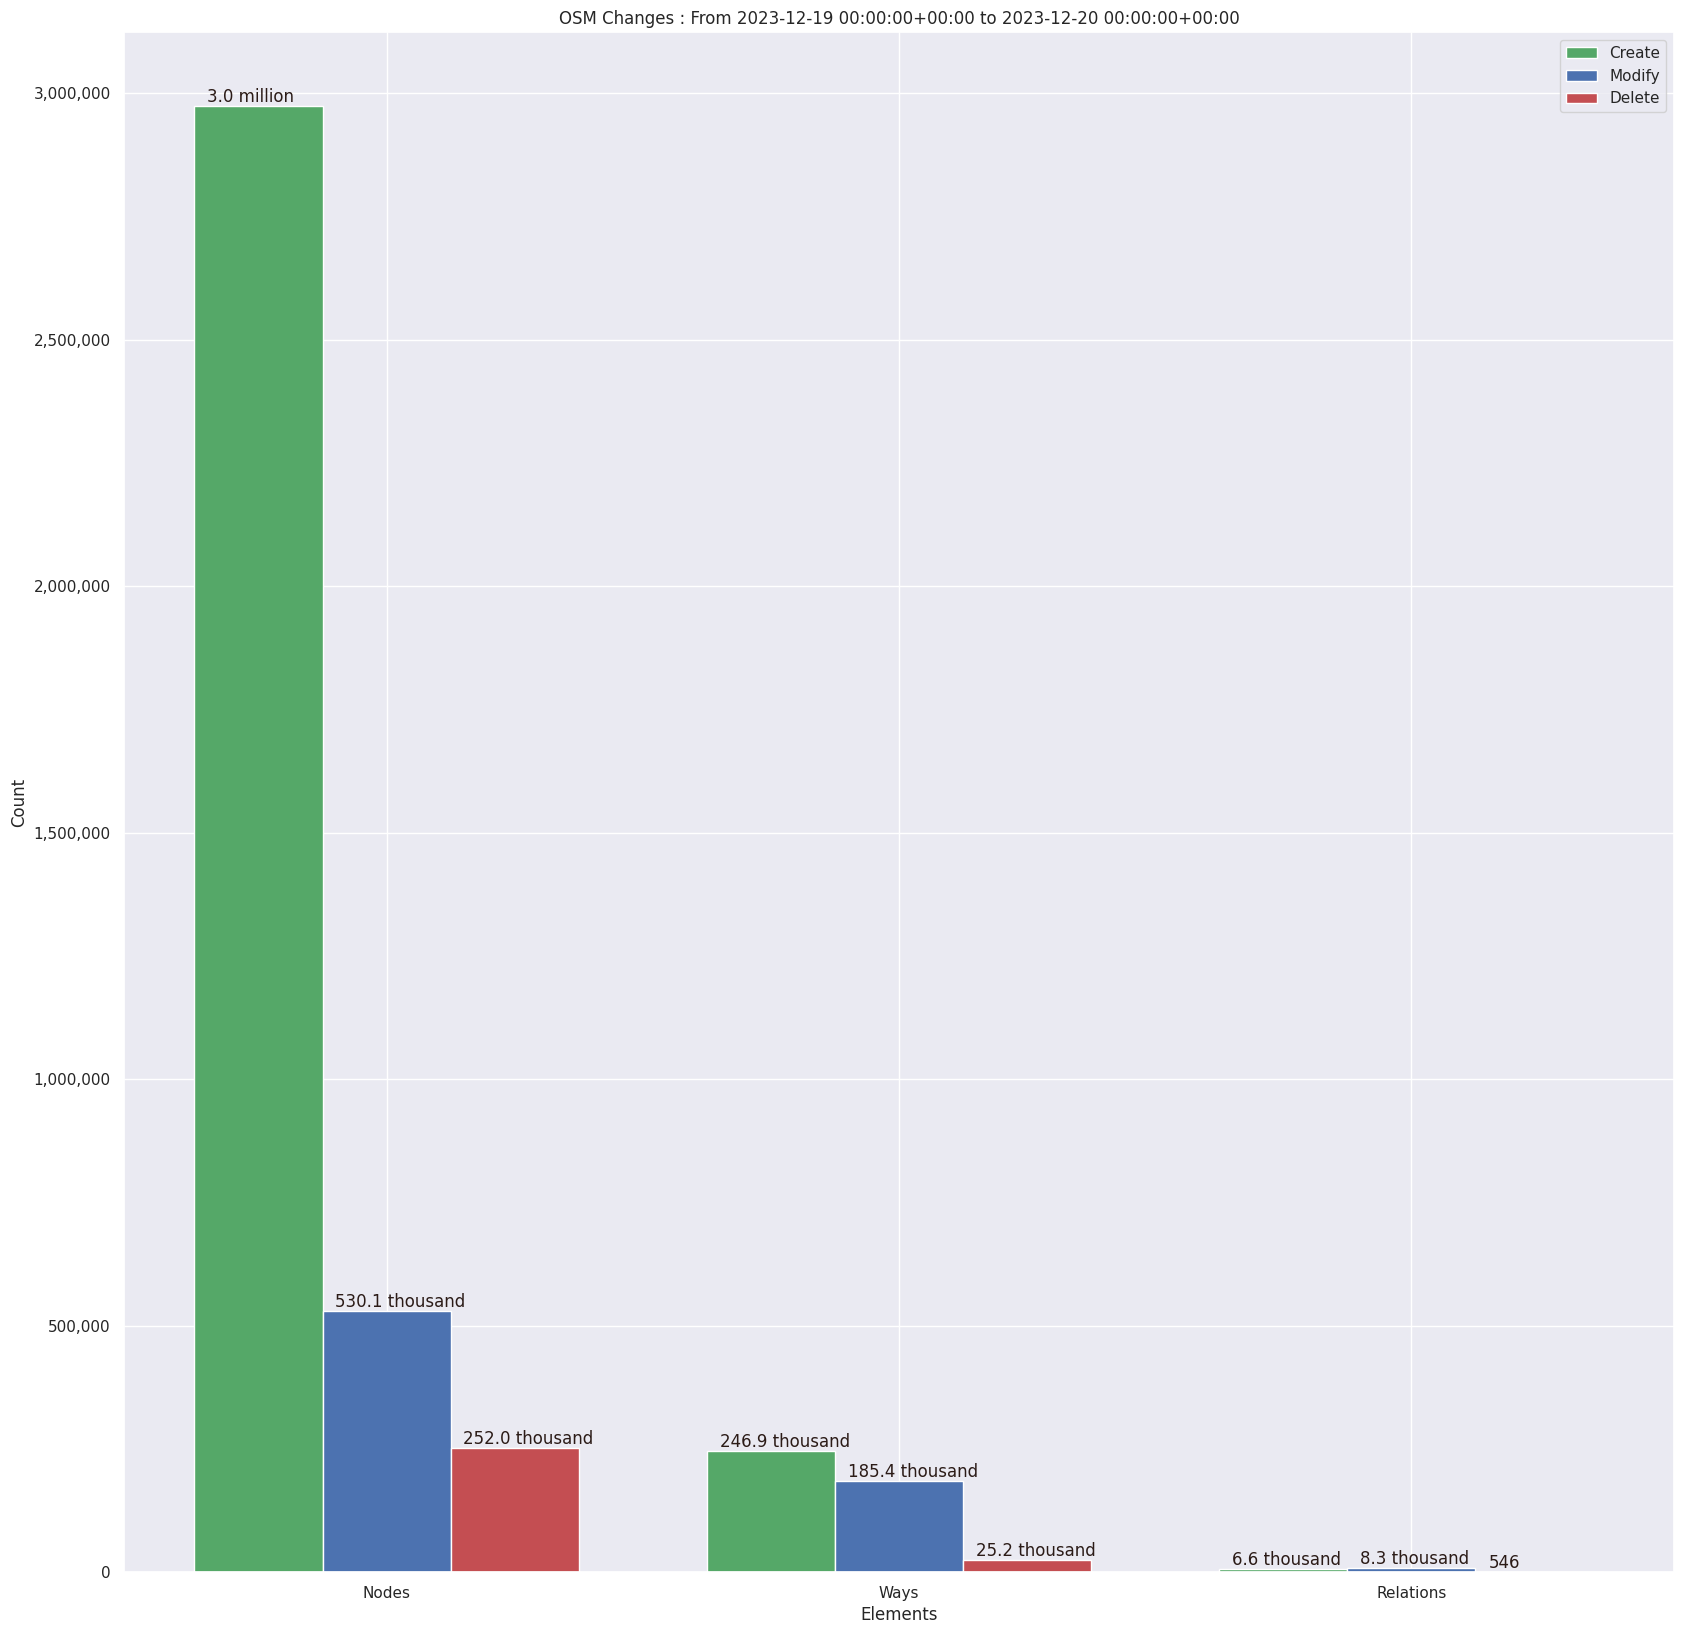 OSM Changes : From 2023-12-19 00:00:00+00:00 to 2023-12-20 00:00:00+00:00
Create
Modify
Delete
3,000,000
2,500,000
2,000,000
1,500,000
1,000,000
500,000
0
Count
3.0 million
530.1 thousand
252.0 thousand
246.9 thousand
185.4 thousand
25.2 thousand
6.6 thousand
8.3 thousand
546
Nodes
Ways
Relations
Elements